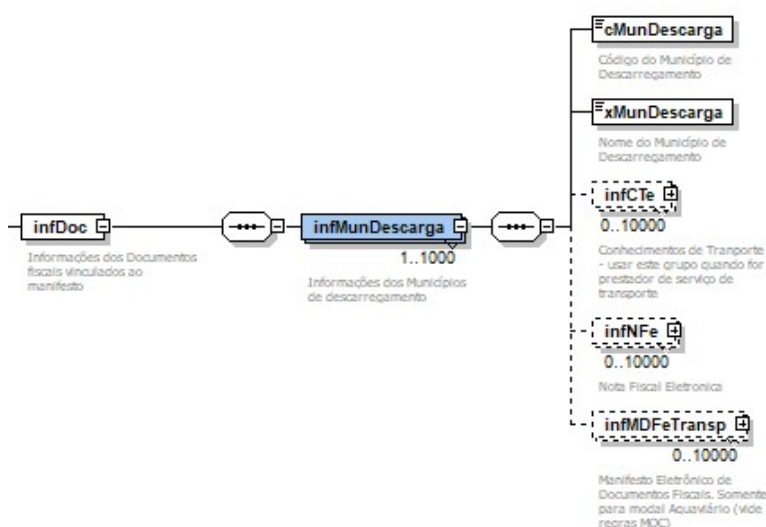 cMunDescarga
Código do Município de
Descarregamento
xMunDescarga
Nome do Município de
Descarregamento
infDoc
Informações dos Documentos
fiscais vinculados ao
manifesto
infMunDescarga
1..1000
Informações dos Municípios
de descarregamento
infCTe
0..10000
Conhecimentos de Tranporte
- usar este grupo quando for
prestador de serviço de
transporte
infNFe
0..10000
Nota Fiscal Eletronica
infMDFeTransp
0..10000
Manifesto Eletrônico de
Documentos Fiscais. Somente
para modal Aquaviário (vide
regras MOC)